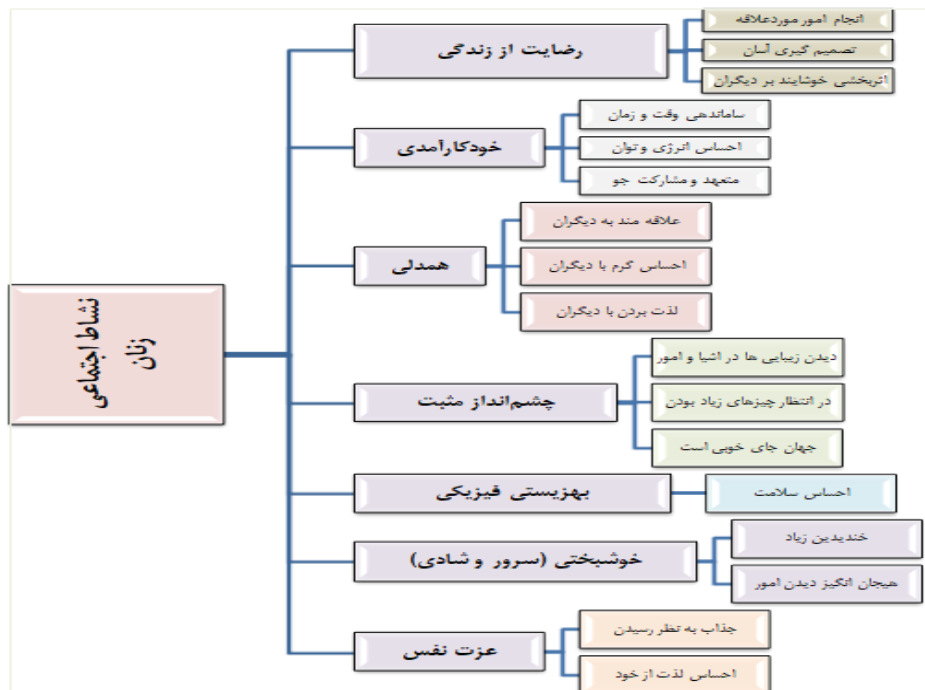 نشاط اجتماعی
زنان
رضایت از زندگی
انجام امور موردعلاقه
تصمیم گیری آسان
اثربخشی خوشایند بر دیگران
خودکارآمدی
ساماندهی وقت و زمان
احساس انرژی و توان
متعهد و مشارکت جو
همدلی
علاقه مند به دیگران
احساس گرم با دیگران
لذت بردن با دیگران
چشم‌انداز مثبت
دیدن زیبایی ها در اشیا و امور
در انتظار چیزهای زیاد بودن
جهان جای خوبی است
بهزیستی فیزیکی
احساس سلامت
خوشبختی (سرور و شادی)
خندیدین زیاد
هیجان انگیز دیدن امور
عزت نفس
جذاب به نظر رسیدن
احساس لذت از خود